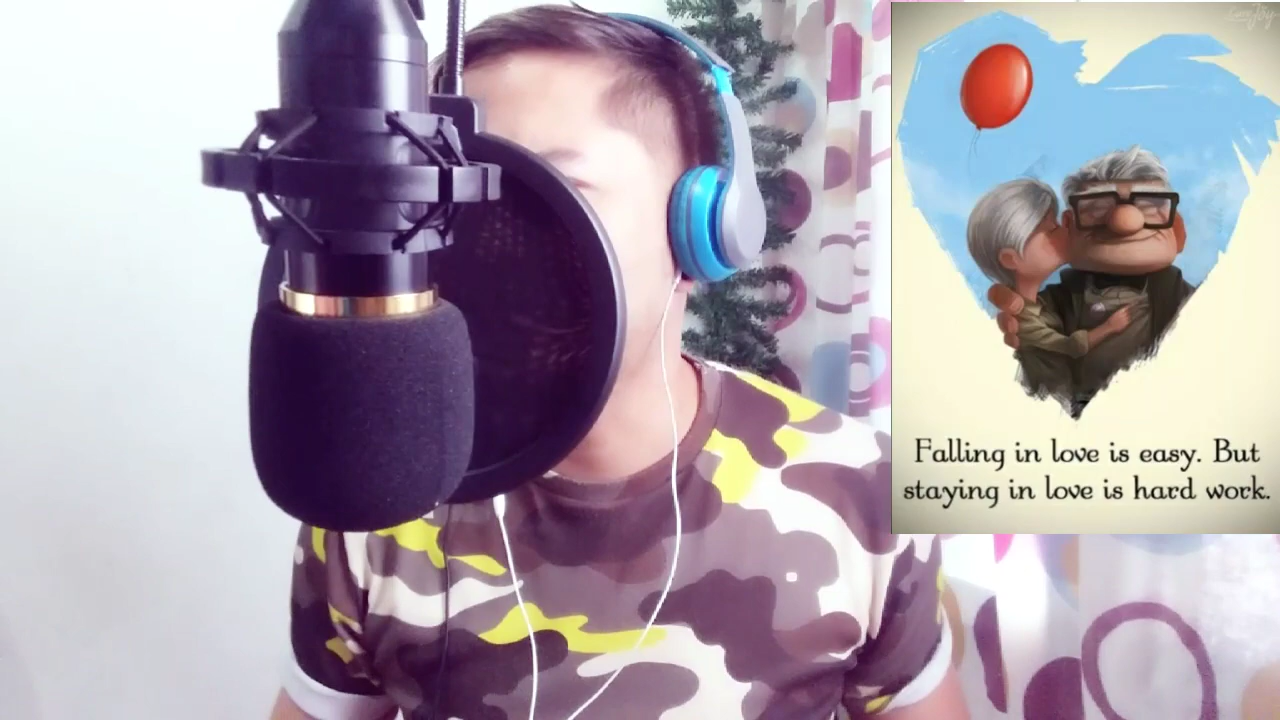 Falling in love is easy. But
staying in love is hard work.